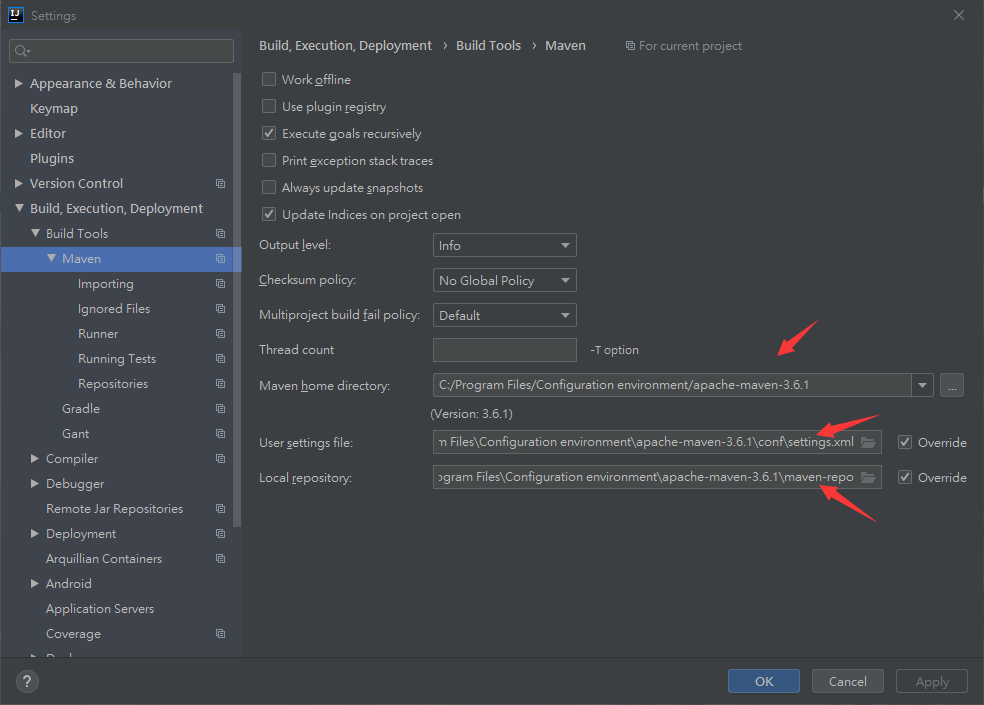 Settings
Appearance & Behavior
Keymap
Editor
Plugins
Version Control
Build, Execution, Deployment
Build Tools
Maven
Importing
Ignored Files
Runner
Running Tests
Repositories
Gradle
Gant
Compiler
Debugger
Remote Jar Repositories
Deployment
Arquillian Containers
Android
Application Servers
Coverage
Build, Execution, Deployment › Build Tools › Maven For current project
Work offline
Use plugin registry
Execute goals recursively
Print exception stack traces
Always update snapshots
Update Indices on project open
Output level: Info
Checksum policy: No Global Policy
Multiproject build fail policy: Default
Thread count -T option
Maven home directory: C:/Program Files/Configuration environment/apache-maven-3.6.1 ...
(Version: 3.6.1)
User settings file: m Files\Configuration environment\apache-maven-3.6.1\conf\settings.xml Override
Local repository: ogram Files\Configuration environment\apache-maven-3.6.1\maven-repo Override
? OK Cancel Apply